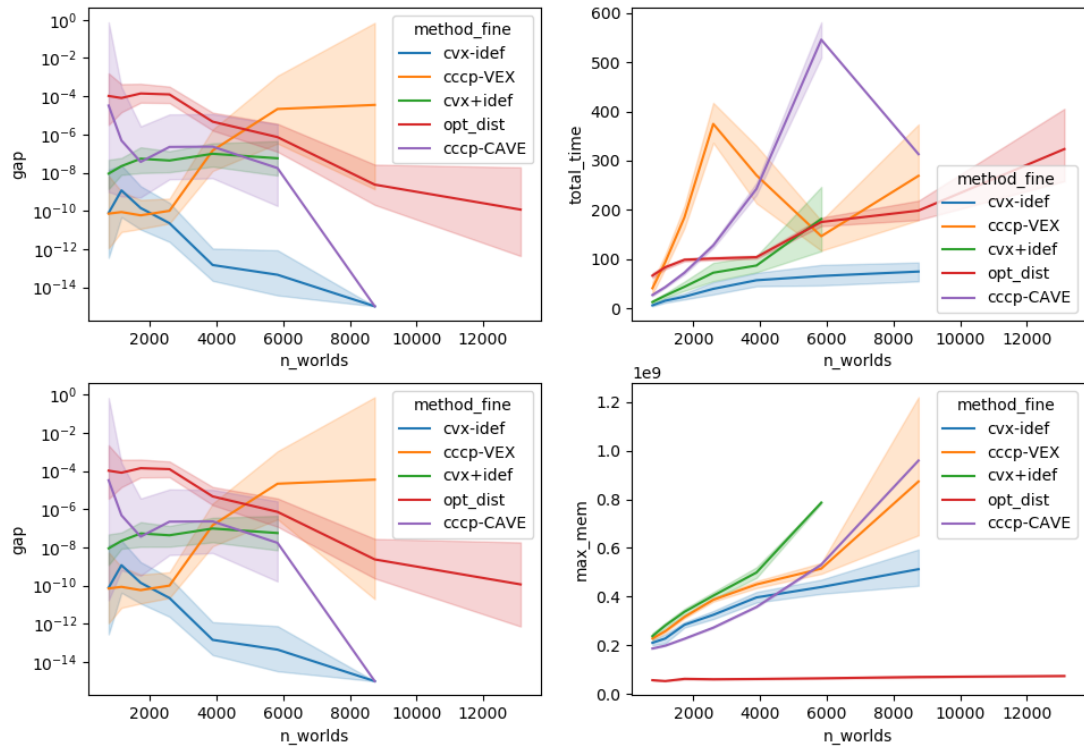 10^0
10^-2
10^-4
10^-6
10^-8
10^-10
10^-12
10^-14
gap
2000 4000 6000 8000 10000 12000
n_worlds
method_fine
cvx-idef
cccp-VEX
cvx+idef
opt_dist
cccp-CAVE
600
500
400
300
200
100
0
total_time
2000 4000 6000 8000 10000 12000
n_worlds
method_fine
cvx-idef
cccp-VEX
cvx+idef
opt_dist
cccp-CAVE
10^0
10^-2
10^-4
10^-6
10^-8
10^-10
10^-12
10^-14
gap
2000 4000 6000 8000 10000 12000
n_worlds
method_fine
cvx-idef
cccp-VEX
cvx+idef
opt_dist
cccp-CAVE
1e9
1.2
1.0
0.8
0.6
0.4
0.2
0.0
max_mem
2000 4000 6000 8000 10000 12000
n_worlds
method_fine
cvx-idef
cccp-VEX
cvx+idef
opt_dist
cccp-CAVE